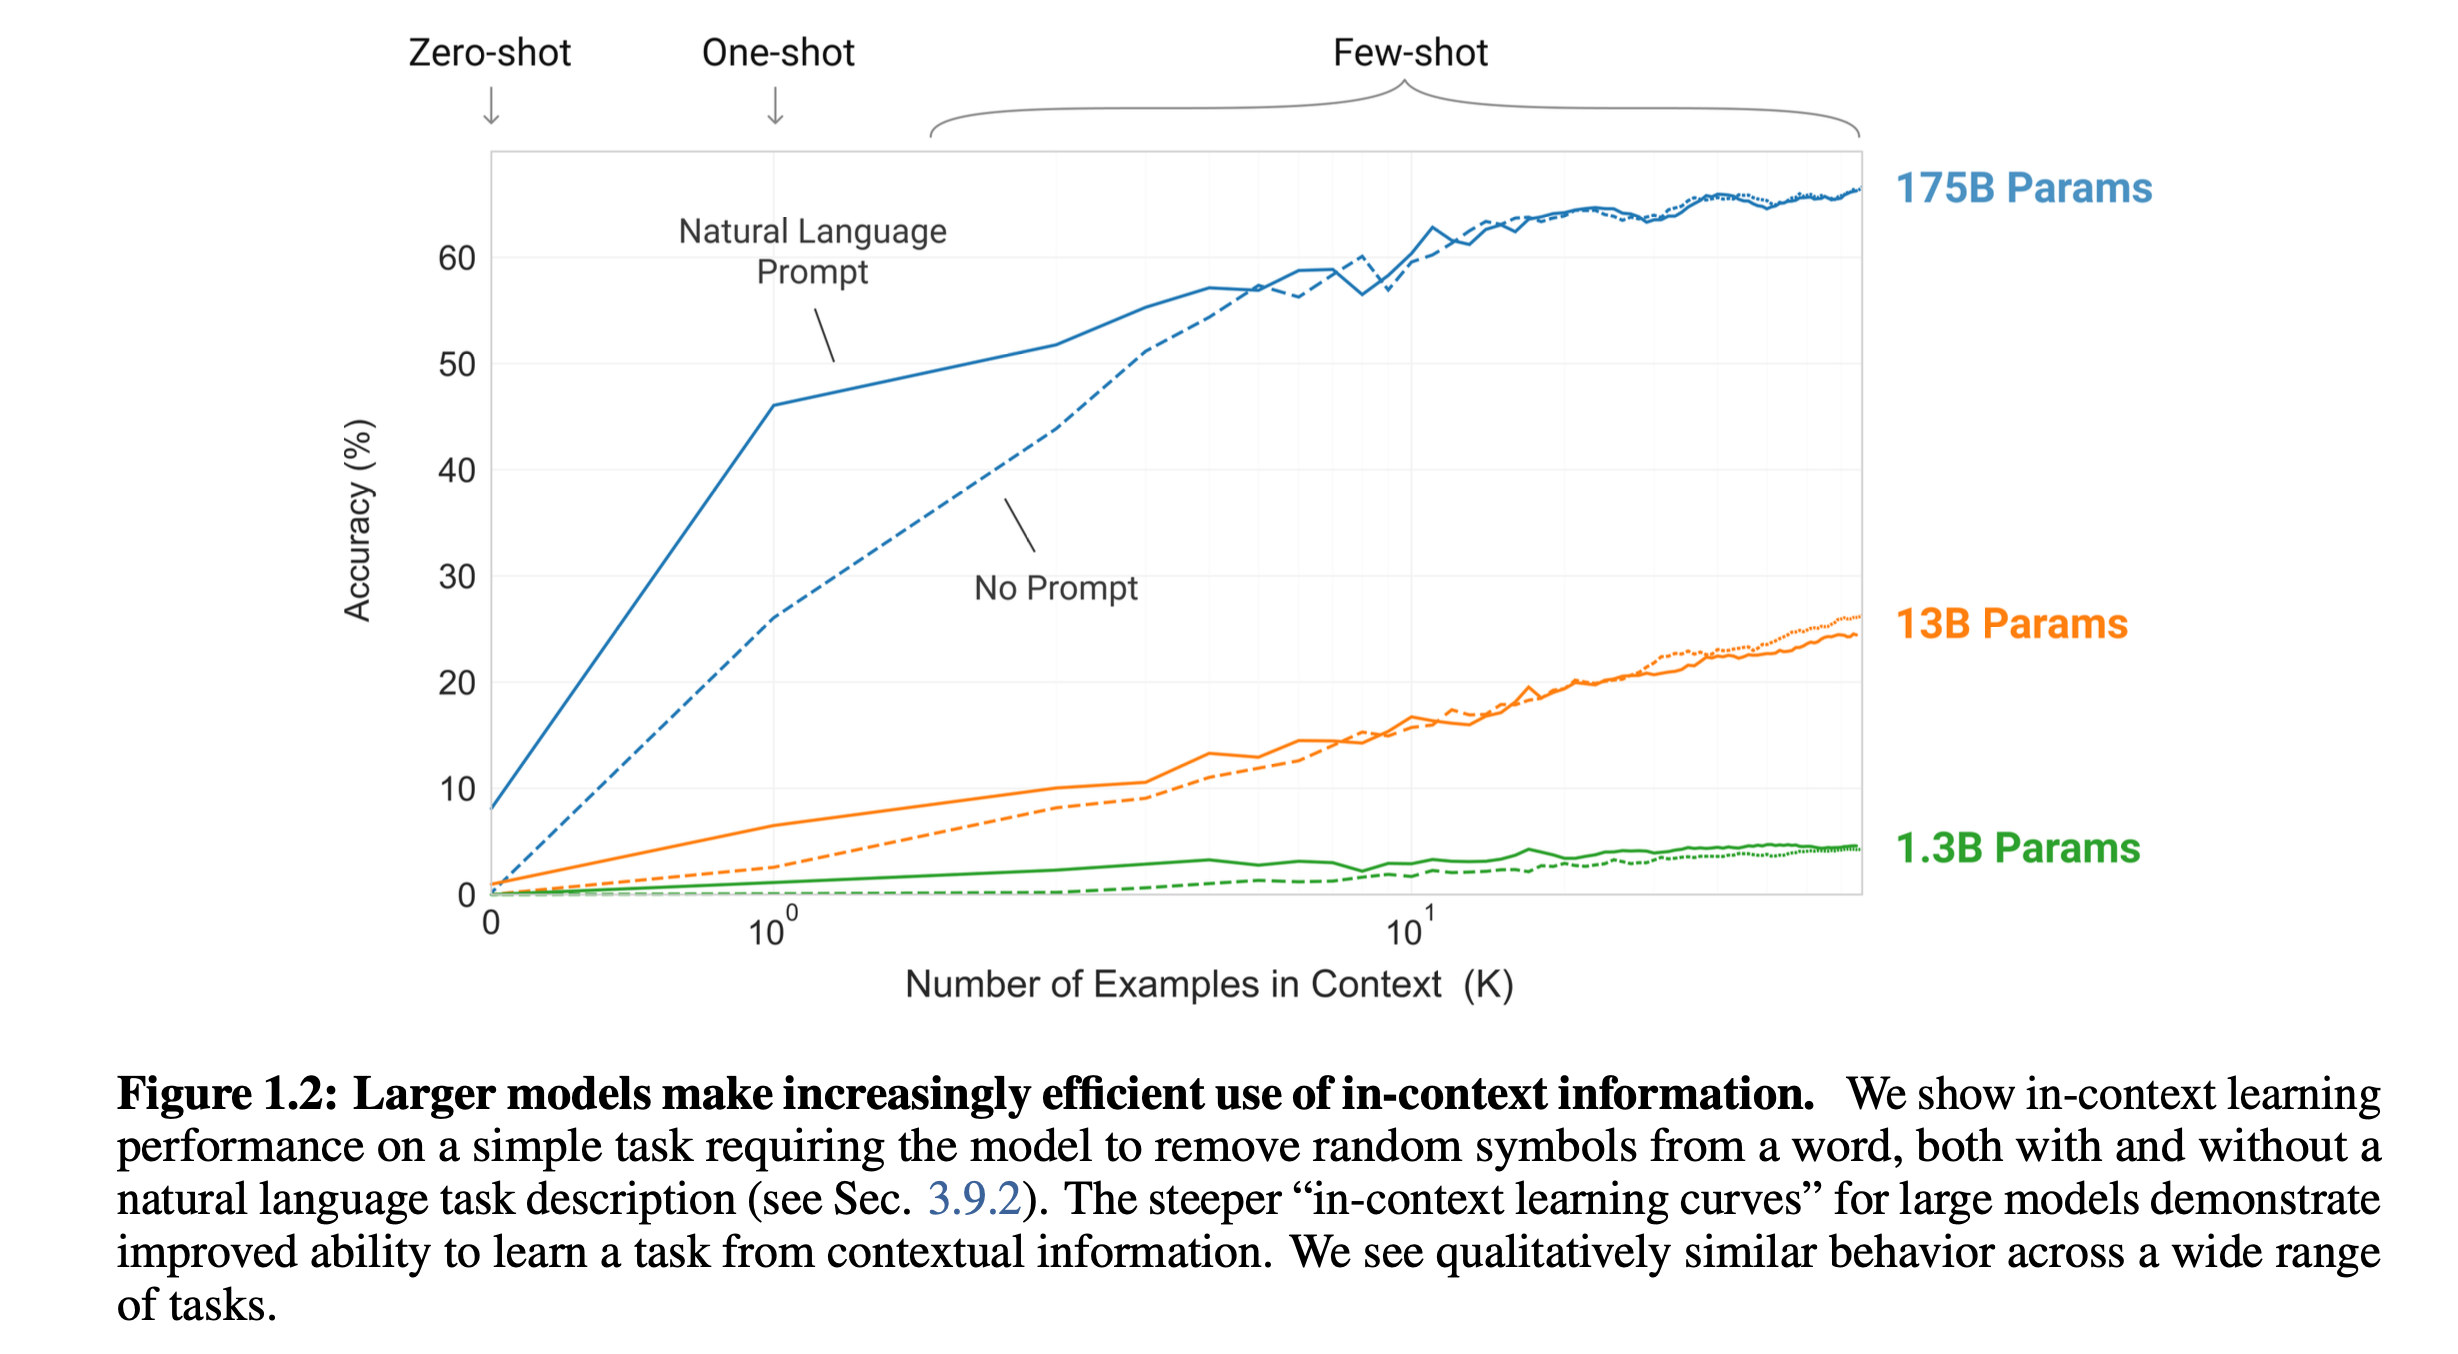 Zero-shot One-shot Few-shot
175B Params
Natural Language
Prompt
60
50
40
30
20
10
0
Accuracy (%)
No Prompt
13B Params
1.3B Params
0 10^0 10^1
Number of Examples in Context (K)
Figure 1.2: Larger models make increasingly efficient use of in-context information. We show in-context learning
performance on a simple task requiring the model to remove random symbols from a word, both with and without a
natural language task description (see Sec. 3.9.2). The steeper “in-context learning curves” for large models demonstrate
improved ability to learn a task from contextual information. We see qualitatively similar behavior across a wide range
of tasks.